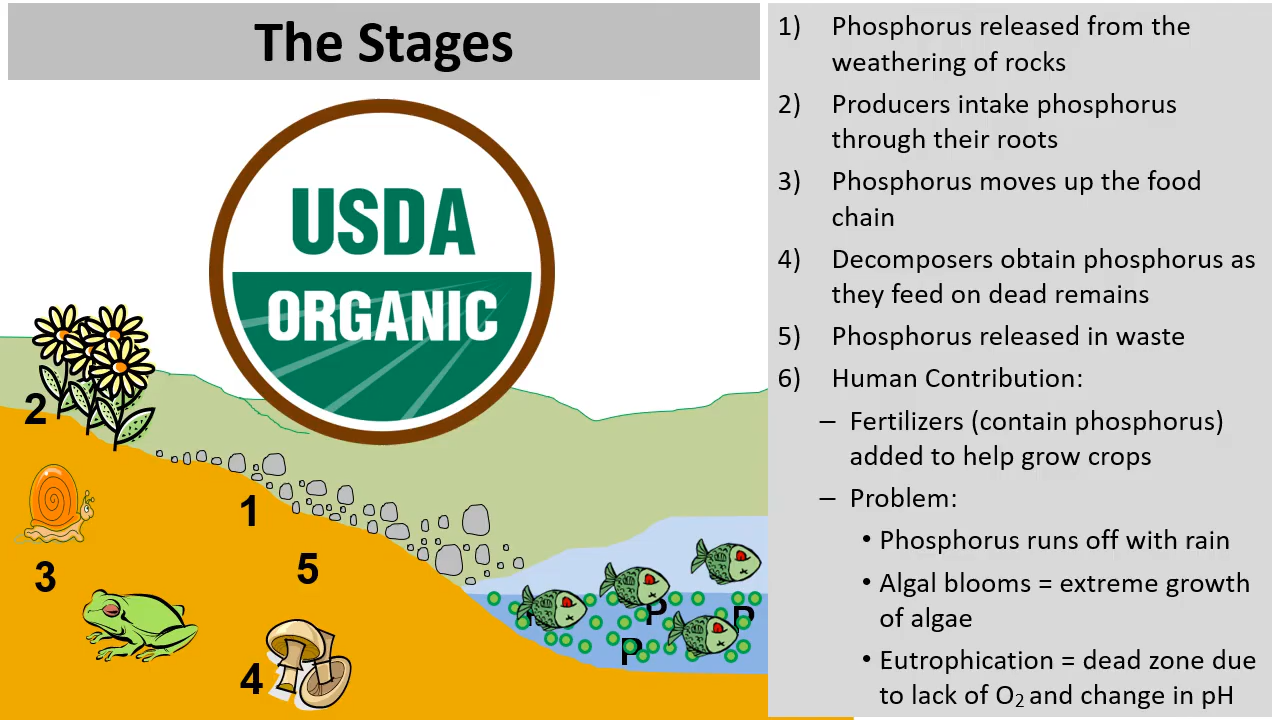 The Stages
USDA
ORGANIC
2
1
3
5
4
P
P
P
1) Phosphorus released from the
weathering of rocks
2) Producers intake phosphorus
through their roots
3) Phosphorus moves up the food
chain
4) Decomposers obtain phosphorus as
they feed on dead remains
5) Phosphorus released in waste
6) Human Contribution:
– Fertilizers (contain phosphorus)
added to help grow crops
– Problem:
• Phosphorus runs off with rain
• Algal blooms = extreme growth
of algae
• Eutrophication = dead zone due
to lack of O₂ and change in pH